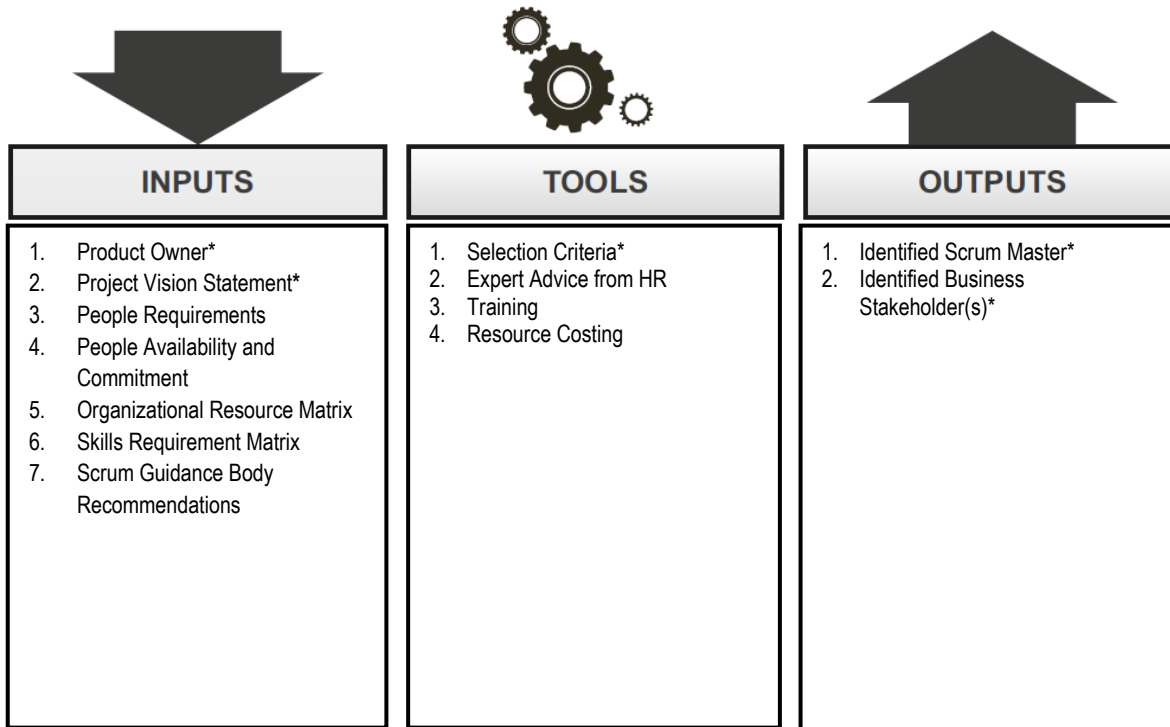 INPUTS
1. Product Owner*
2. Project Vision Statement*
3. People Requirements
4. People Availability and
Commitment
5. Organizational Resource Matrix
6. Skills Requirement Matrix
7. Scrum Guidance Body
Recommendations
TOOLS
1. Selection Criteria*
2. Expert Advice from HR
3. Training
4. Resource Costing
OUTPUTS
1. Identified Scrum Master*
2. Identified Business
Stakeholder(s)*